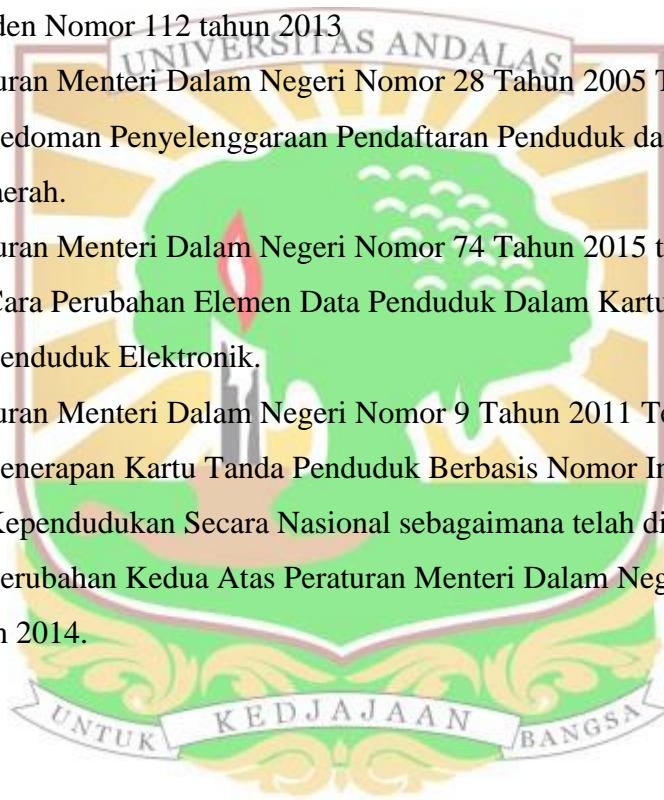 den Nomor 112 tahun 2013
UNIVERSITAS ANDALAS
uran Menteri Dalam Negeri Nomor 28 Tahun 2005 T
edoman Penyelenggaraan Pendaftaran Penduduk da
aerah.
uran Menteri Dalam Negeri Nomor 74 Tahun 2015 t
Cara Perubahan Elemen Data Penduduk Dalam Kartu
enduduk Elektronik.
uran Menteri Dalam Negeri Nomor 9 Tahun 2011 Te
enerapan Kartu Tanda Penduduk Berbasis Nomor In
Kependudukan Secara Nasional sebagaimana telah di
erubahan Kedua Atas Peraturan Menteri Dalam Neg
n 2014.
UNTUK KEDJAJAAN BANGSA